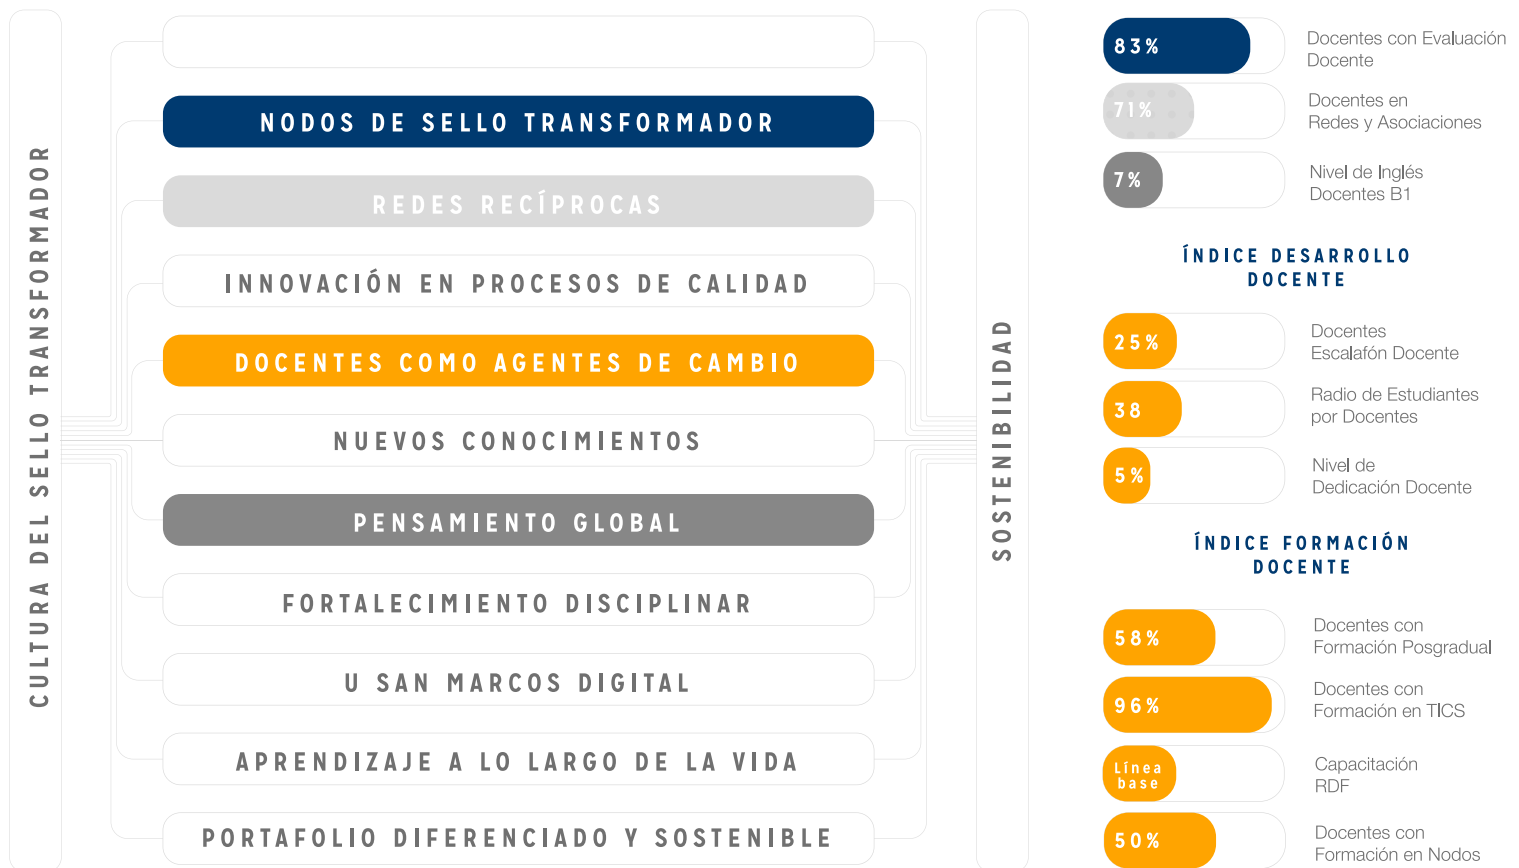 CULTURA DEL SELLO TRANSFORMADOR
NODOS DE SELLO TRANSFORMADOR
REDES RECÍPROCAS
INNOVACIÓN EN PROCESOS DE CALIDAD
DOCENTES COMO AGENTES DE CAMBIO
NUEVOS CONOCIMIENTOS
PENSAMIENTO GLOBAL
FORTALECIMIENTO DISCIPLINAR
U SAN MARCOS DIGITAL
APRENDIZAJE A LO LARGO DE LA VIDA
PORTAFOLIO DIFERENCIADO Y SOSTENIBLE
SOSTENIBILIDAD
83%
Docentes con Evaluación
Docente
71%
Docentes en
Redes y Asociaciones
7%
Nivel de Inglés
Docentes B1
ÍNDICE DESARROLLO
DOCENTE
25%
Docentes
Escalafón Docente
38
Radio de Estudiantes
por Docentes
5%
Nivel de
Dedicación Docente
ÍNDICE FORMACIÓN
DOCENTE
58%
Docentes con
Formación Posgradual
96%
Docentes con
Formación en TICS
Línea
base
Capacitación
RDF
50%
Docentes con
Formación en Nodos